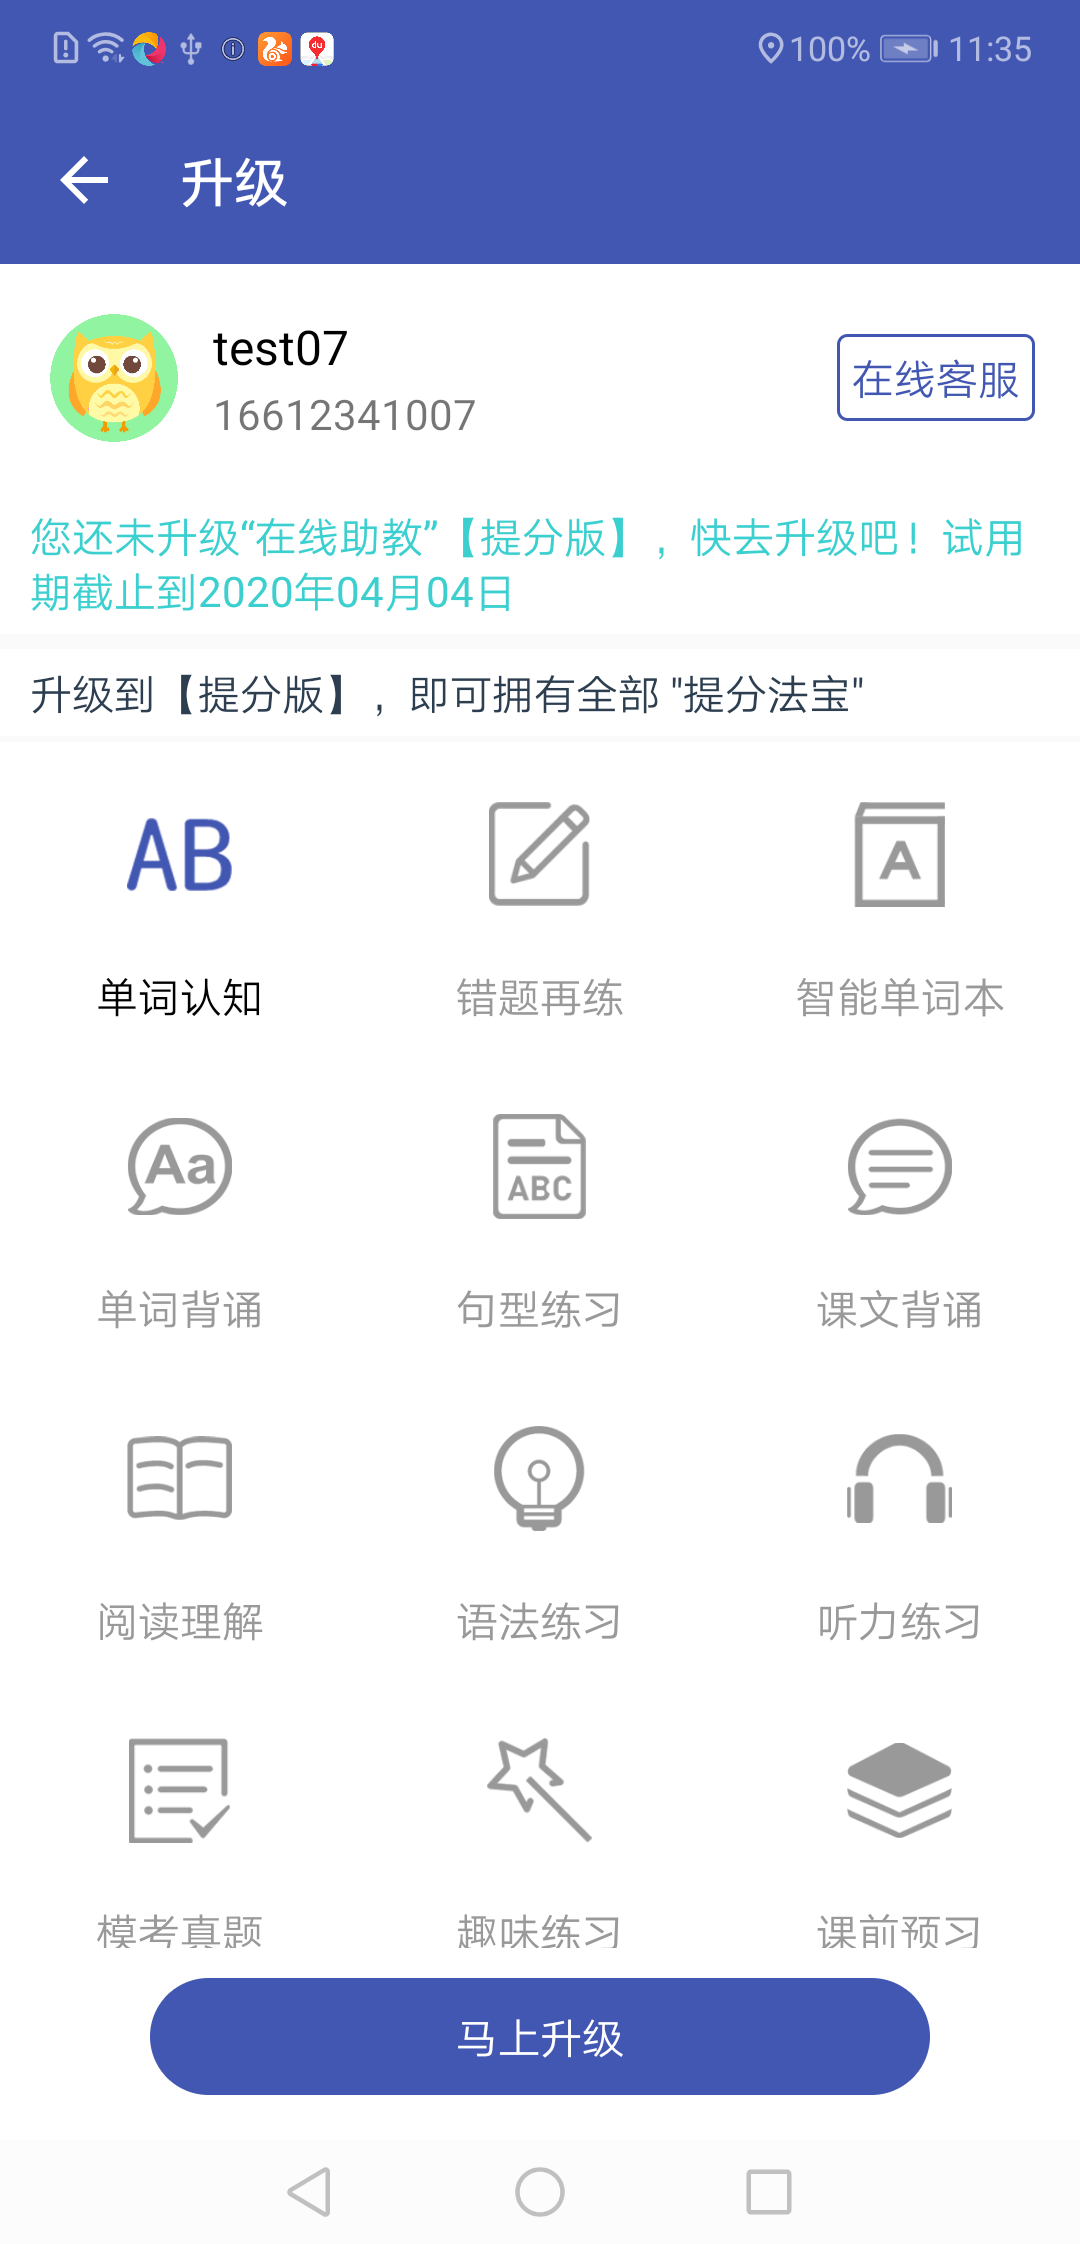 100% 11:35
升级
test07
16612341007
在线客服
您还未升级“在线助教”【提分版】，快去升级吧！试用
期截止到2020年04月04日
升级到【提分版】，即可拥有全部 "提分法宝"
AB
A
单词认知 错题再练 智能单词本
Aa
ABC
单词背诵 句型练习 课文背诵
阅读理解 语法练习 听力练习
模考真题 趣味练习 课前预习
马上升级